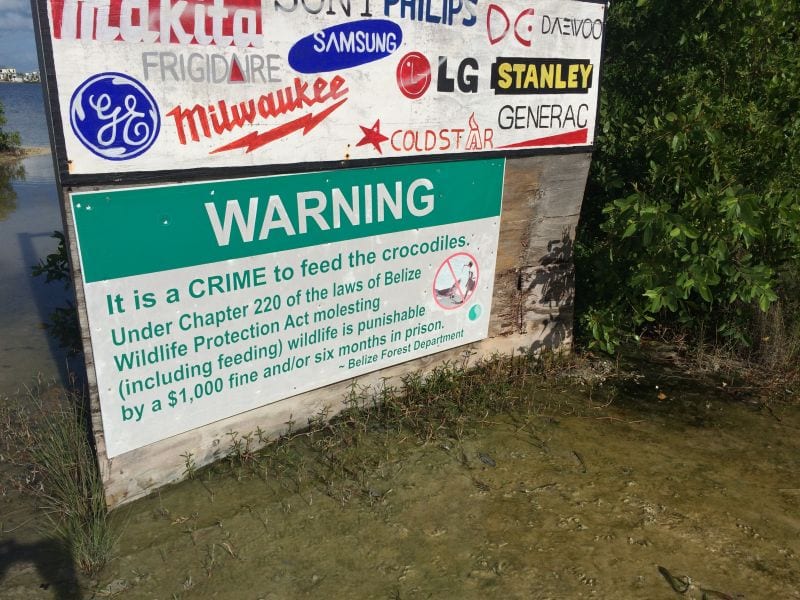 makita SONY PHILIPS DC DAEWOO
FRIGIDAIRE SAMSUNG LG STANLEY
GE Milwaukee COLDSTAR GENERAC
WARNING
It is a CRIME to feed the crocodiles.
Under Chapter 220 of the laws of Belize
Wildlife Protection Act molesting
(including feeding) wildlife is punishable
by a $1,000 fine and/or six months in prison.
~ Belize Forest Department